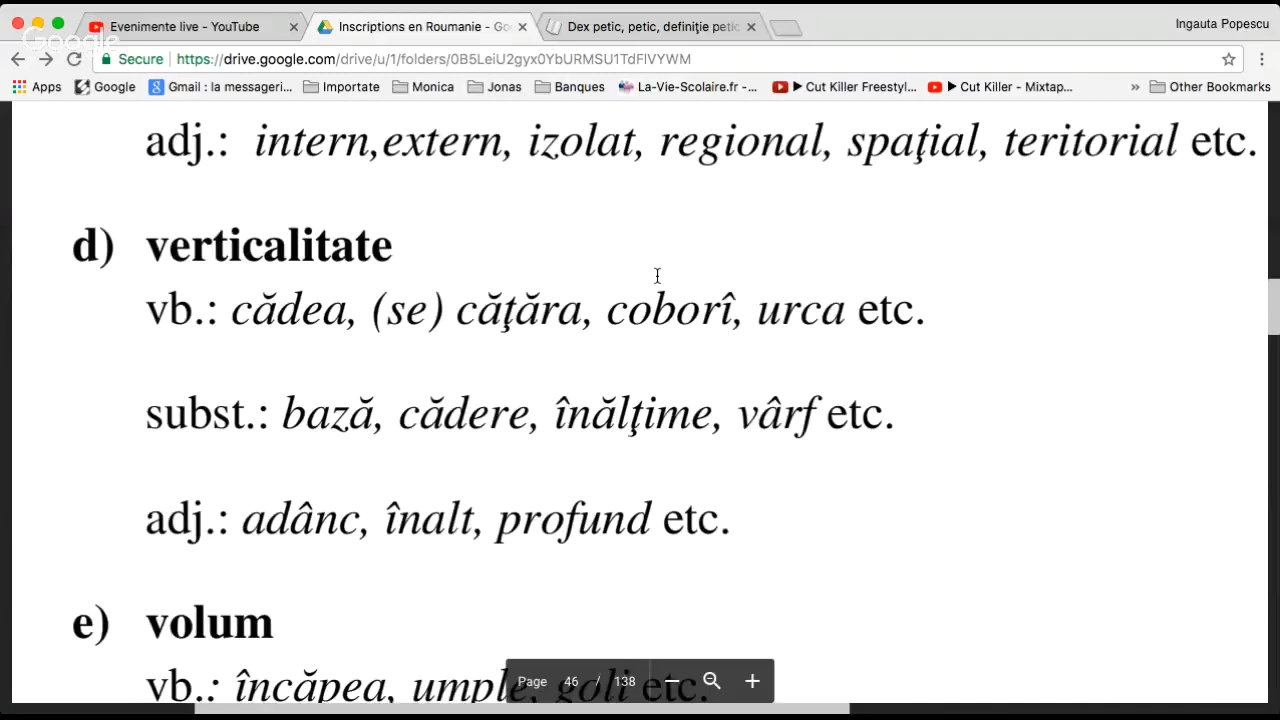 Evenimente live - YouTube
Inscriptions en Roumanie - Go
Dex petic, petic, definiţie petic
Ingauta Popescu
Google
Secure https://drive.google.com/drive/u/1/folders/0B5LeiU2gyx0YbURMSU1TdFlVYWM
Apps Google Gmail : la messageri... Importate Monica Jonas Banques La-Vie-Scolaire.fr -... ▶ Cut Killer Freestyl... ▶ Cut Killer - Mixtap... » Other Bookmarks
adj.: intern,extern, izolat, regional, spaţial, teritorial etc.
d) verticalitate
vb.: cădea, (se) căţăra, coborî, urca etc.
subst.: bază, cădere, înălţime, vârf etc.
adj.: adânc, înalt, profund etc.
e) volum
vb.: încăpea, umple, goli etc.
Page 46 / 138